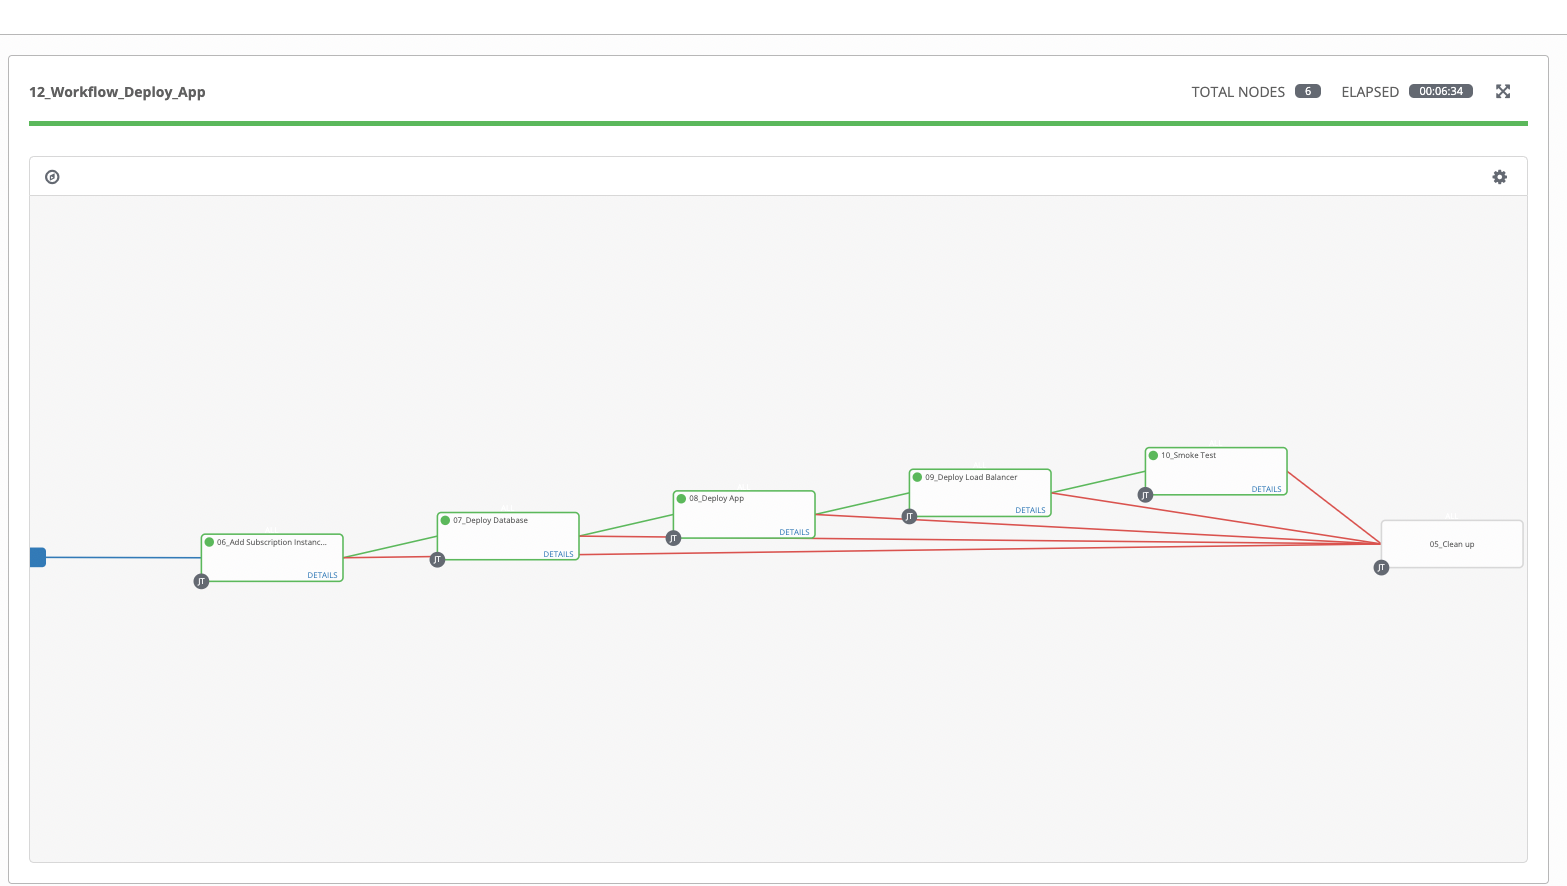 12_Workflow_Deploy_App
TOTAL NODES 6 ELAPSED 00:06:34
10_Smoke Test
DETAILS
JT
09_Deploy Load Balancer
DETAILS
JT
08_Deploy App
DETAILS
JT
07_Deploy Database
DETAILS
JT
06_Add Subscription Instanc...
DETAILS
JT
05_Clean up
JT